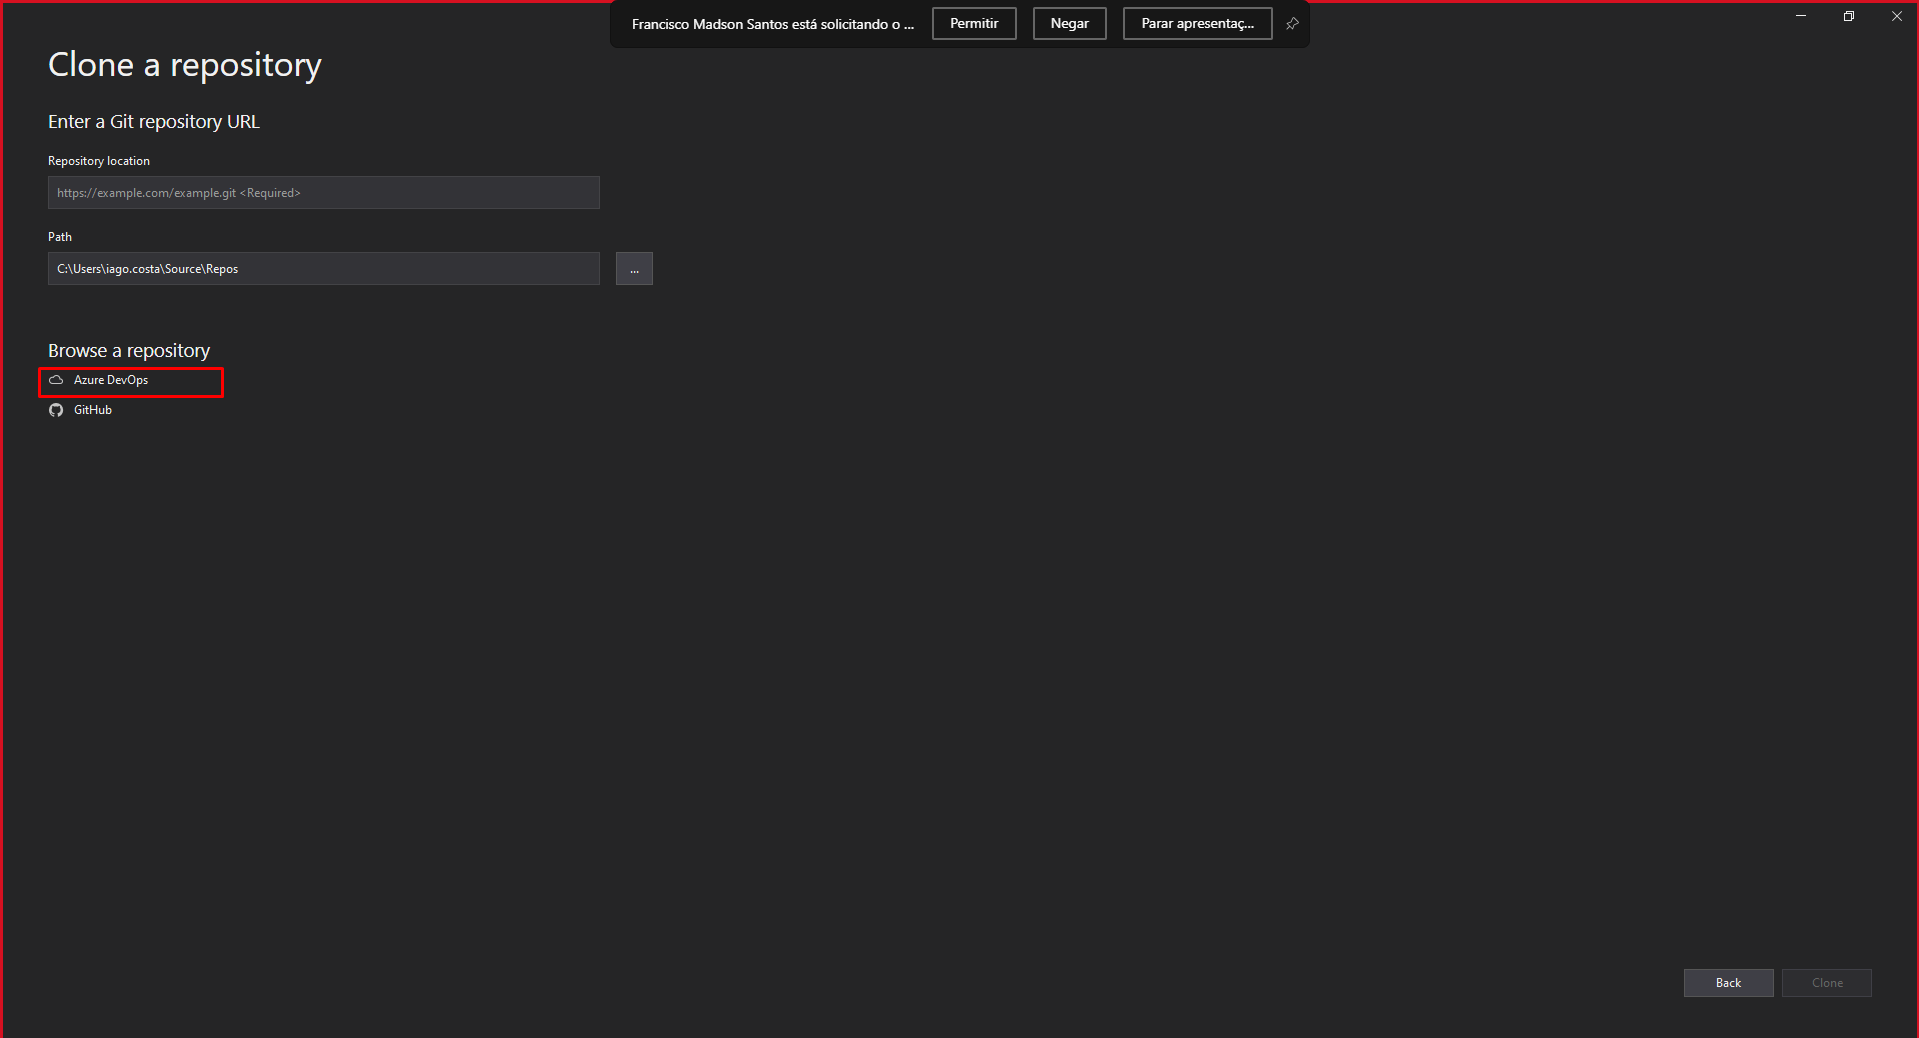 Francisco Madson Santos está solicitando o ...
Permitir
Negar
Parar apresentaç...
Clone a repository
Enter a Git repository URL
Repository location
https://example.com/example.git <Required>
Path
C:\Users\iago.costa\Source\Repos
...
Browse a repository
Azure DevOps
GitHub
Back
Clone